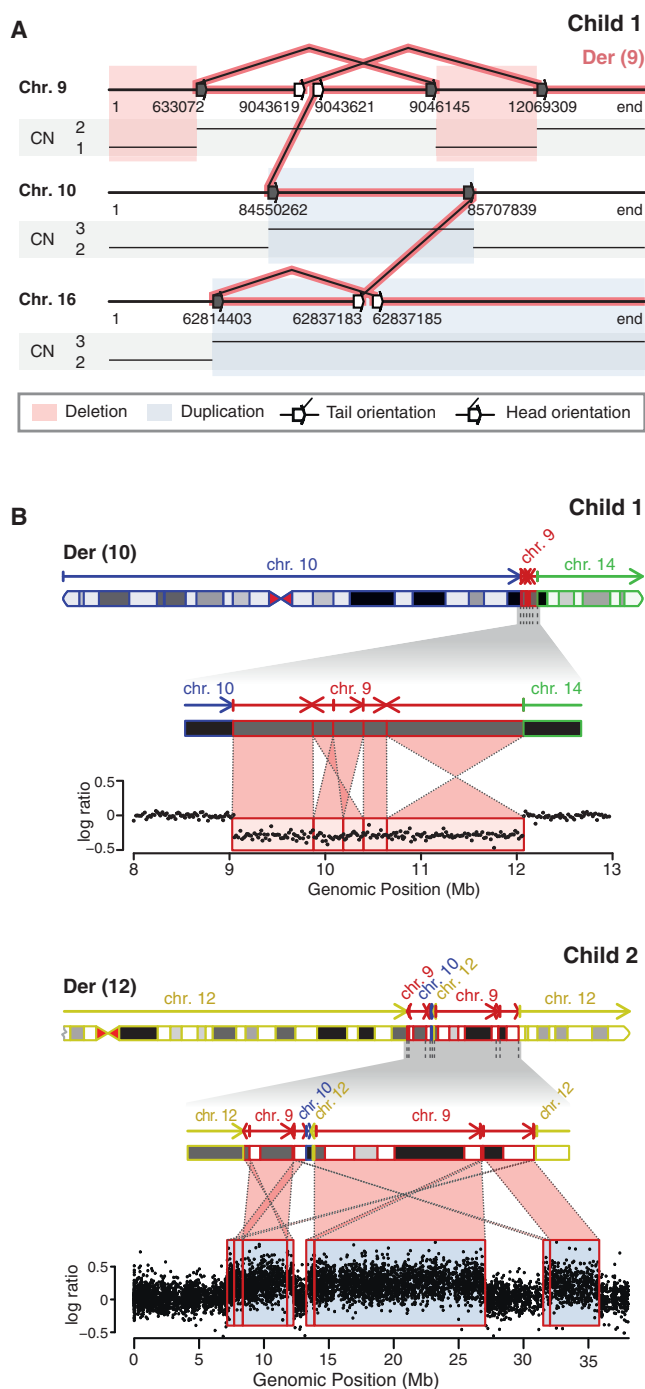 A
Child 1
Der (9)
Chr. 9
1 633072 9043619 9043621 9046145 12069309 end
CN 2
1
Chr. 10
1 84550262 85707839 end
CN 3
2
Chr. 16
1 62814403 62837183 62837185 end
CN 3
2
Deletion Duplication Tail orientation Head orientation
B
Child 1
Der (10)
chr. 10 chr. 9 chr. 14
chr. 10 chr. 9 chr. 14
log ratio
0.5
0
−0.5
8 9 10 11 12 13
Genomic Position (Mb)
Child 2
Der (12)
chr. 12 chr. 9 chr. 10 chr. 12 chr. 9 chr. 12
chr. 12 chr. 9 chr. 10 chr. 12 chr. 9 chr. 12
log ratio
0.5
0
-0.5
0 5 10 15 20 25 30 35
Genomic Position (Mb)